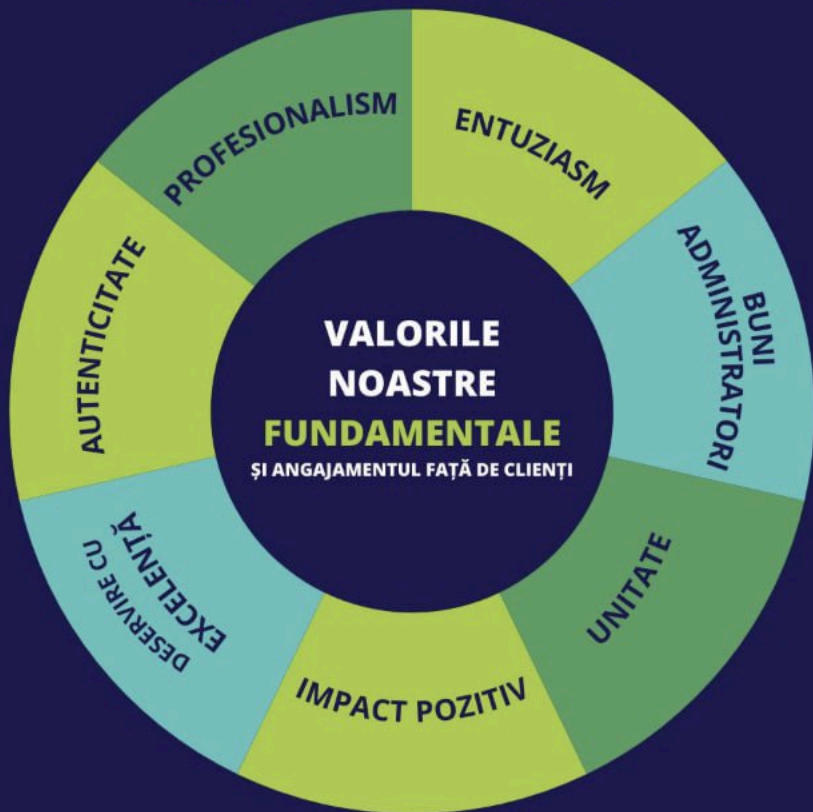 VALORILE
NOASTRE
FUNDAMENTALE
ȘI ANGAJAMENTUL FAȚĂ DE CLIENȚI
ENTUZIASM
BUNI
ADMINISTRATORI
UNITATE
IMPACT POZITIV
DESERVIRE CU
EXCELENȚĂ
AUTENTICITATE
PROFESIONALISM